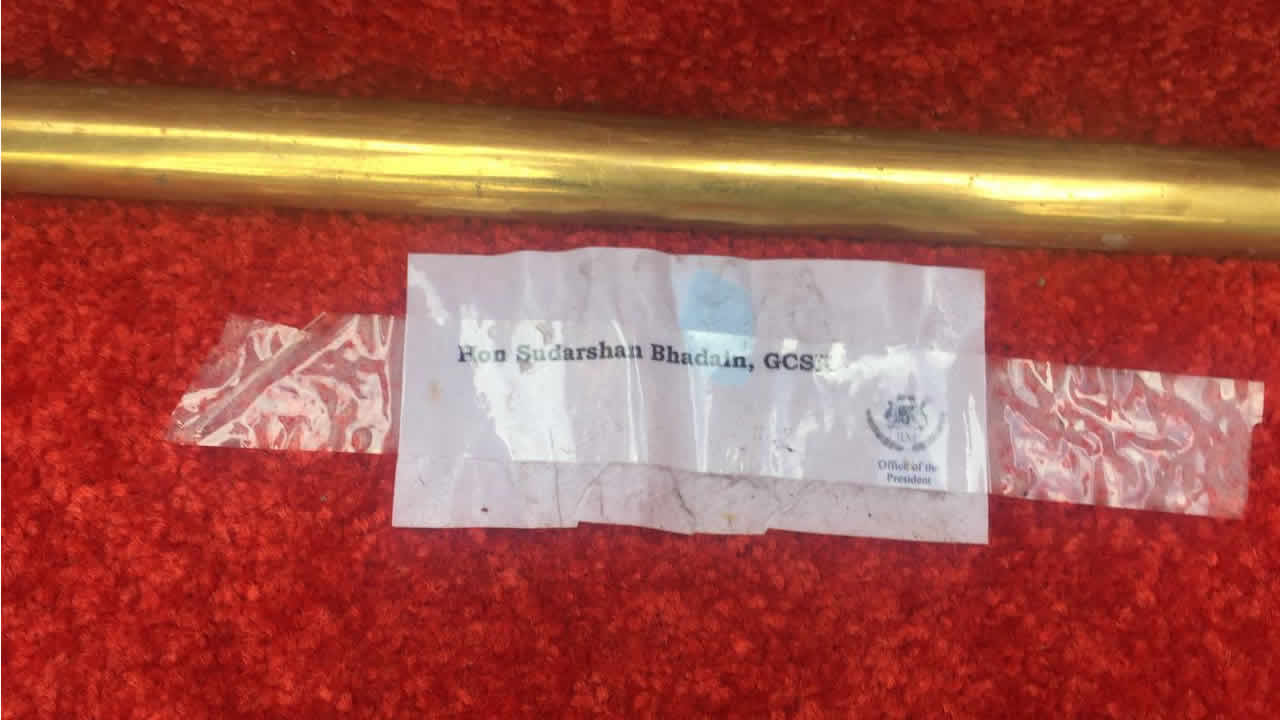 Hon Sudarshan Bhadain, GCSK
Office of the
President